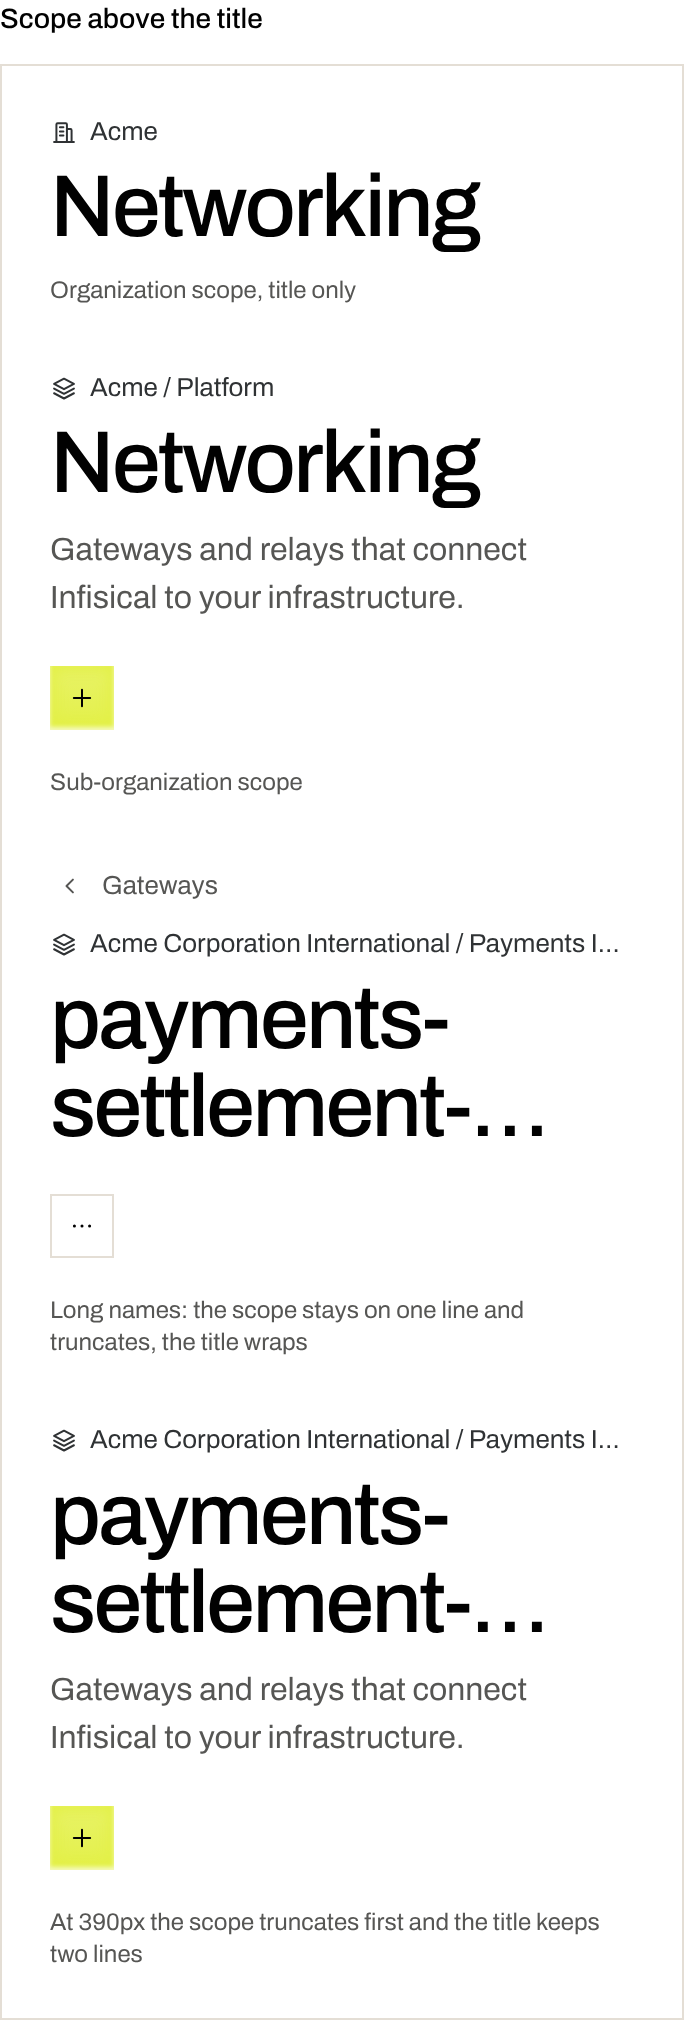 Scope above the title
Acme
Networking
Organization scope, title only
Acme / Platform
Networking
Gateways and relays that connect
Infisical to your infrastructure.
Sub-organization scope
Gateways
Acme Corporation International / Payments I...
payments-
settlement-...
Long names: the scope stays on one line and
truncates, the title wraps
Acme Corporation International / Payments I...
payments-
settlement-...
Gateways and relays that connect
Infisical to your infrastructure.
At 390px the scope truncates first and the title keeps
two lines